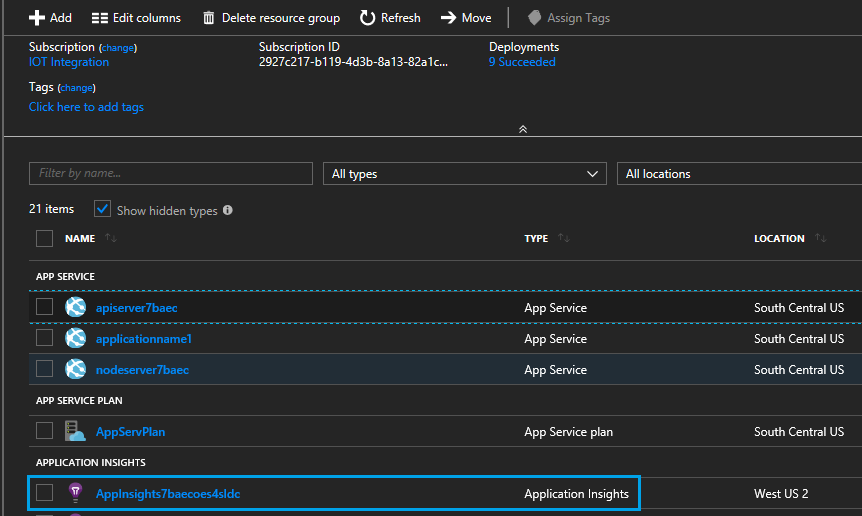 Add Edit columns Delete resource group Refresh Move Assign Tags
Subscription (change) Subscription ID Deployments
IOT Integration 2927c217-b119-4d3b-8a13-82a1c... 9 Succeeded
Tags (change)
Click here to add tags
Filter by name... All types All locations
21 items Show hidden types
NAME TYPE LOCATION
APP SERVICE
apiserver7baec App Service South Central US
applicationname1 App Service South Central US
nodeserver7baec App Service South Central US
APP SERVICE PLAN
AppServPlan App Service plan South Central US
APPLICATION INSIGHTS
AppInsights7baecoes4sldc Application Insights West US 2